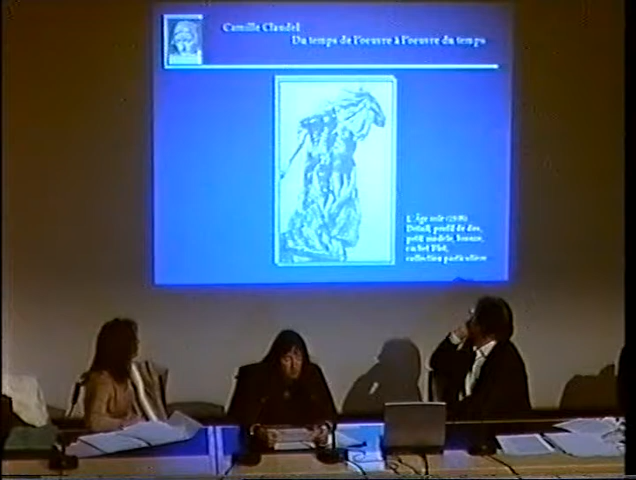 Camille Claudel
Du temps de l'oeuvre à l'oeuvre du temps
L'Âge mûr
Détail, profil de dos,
petit modèle, bronze,
collection particulière